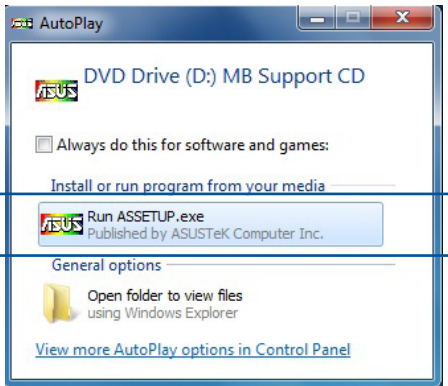 AutoPlay
DVD Drive (D:) MB Support CD
ASUS
Always do this for software and games:
Install or run program from your media
ASUS
Run ASSETUP.exe
Published by ASUSTeK Computer Inc.
General options
Open folder to view files
using Windows Explorer
View more AutoPlay options in Control Panel